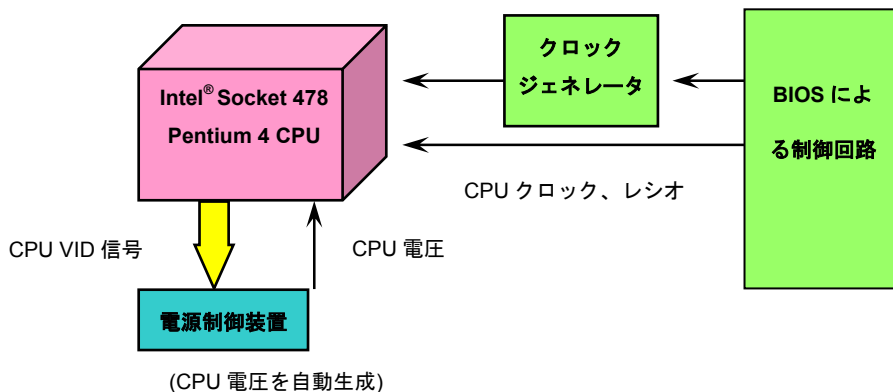 Intel® Socket 478
Pentium 4 CPU
クロック
ジェネレータ
BIOS によ
る制御回路
CPU クロック、レシオ
CPU VID 信号
CPU 電圧
電源制御装置
(CPU 電圧を自動生成)